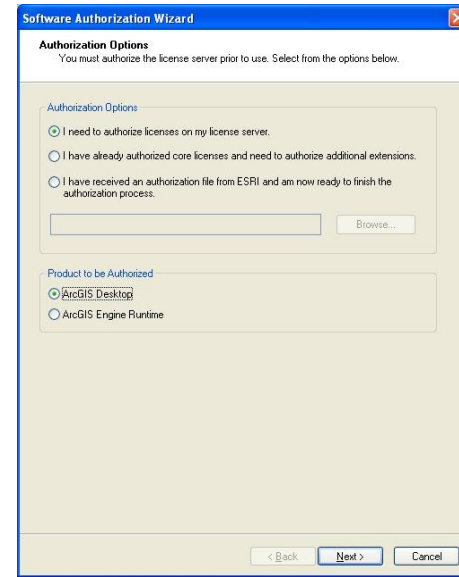 Software Authorization Wizard
Authorization Options
You must authorize the license server prior to use. Select from the options below.
Authorization Options
I need to authorize licenses on my license server.
I have already authorized core licenses and need to authorize additional extensions.
I have received an authorization file from ESRI and am now ready to finish the
authorization process.
Browse...
Product to be Authorized
ArcGIS Desktop
ArcGIS Engine Runtime
< Back Next > Cancel